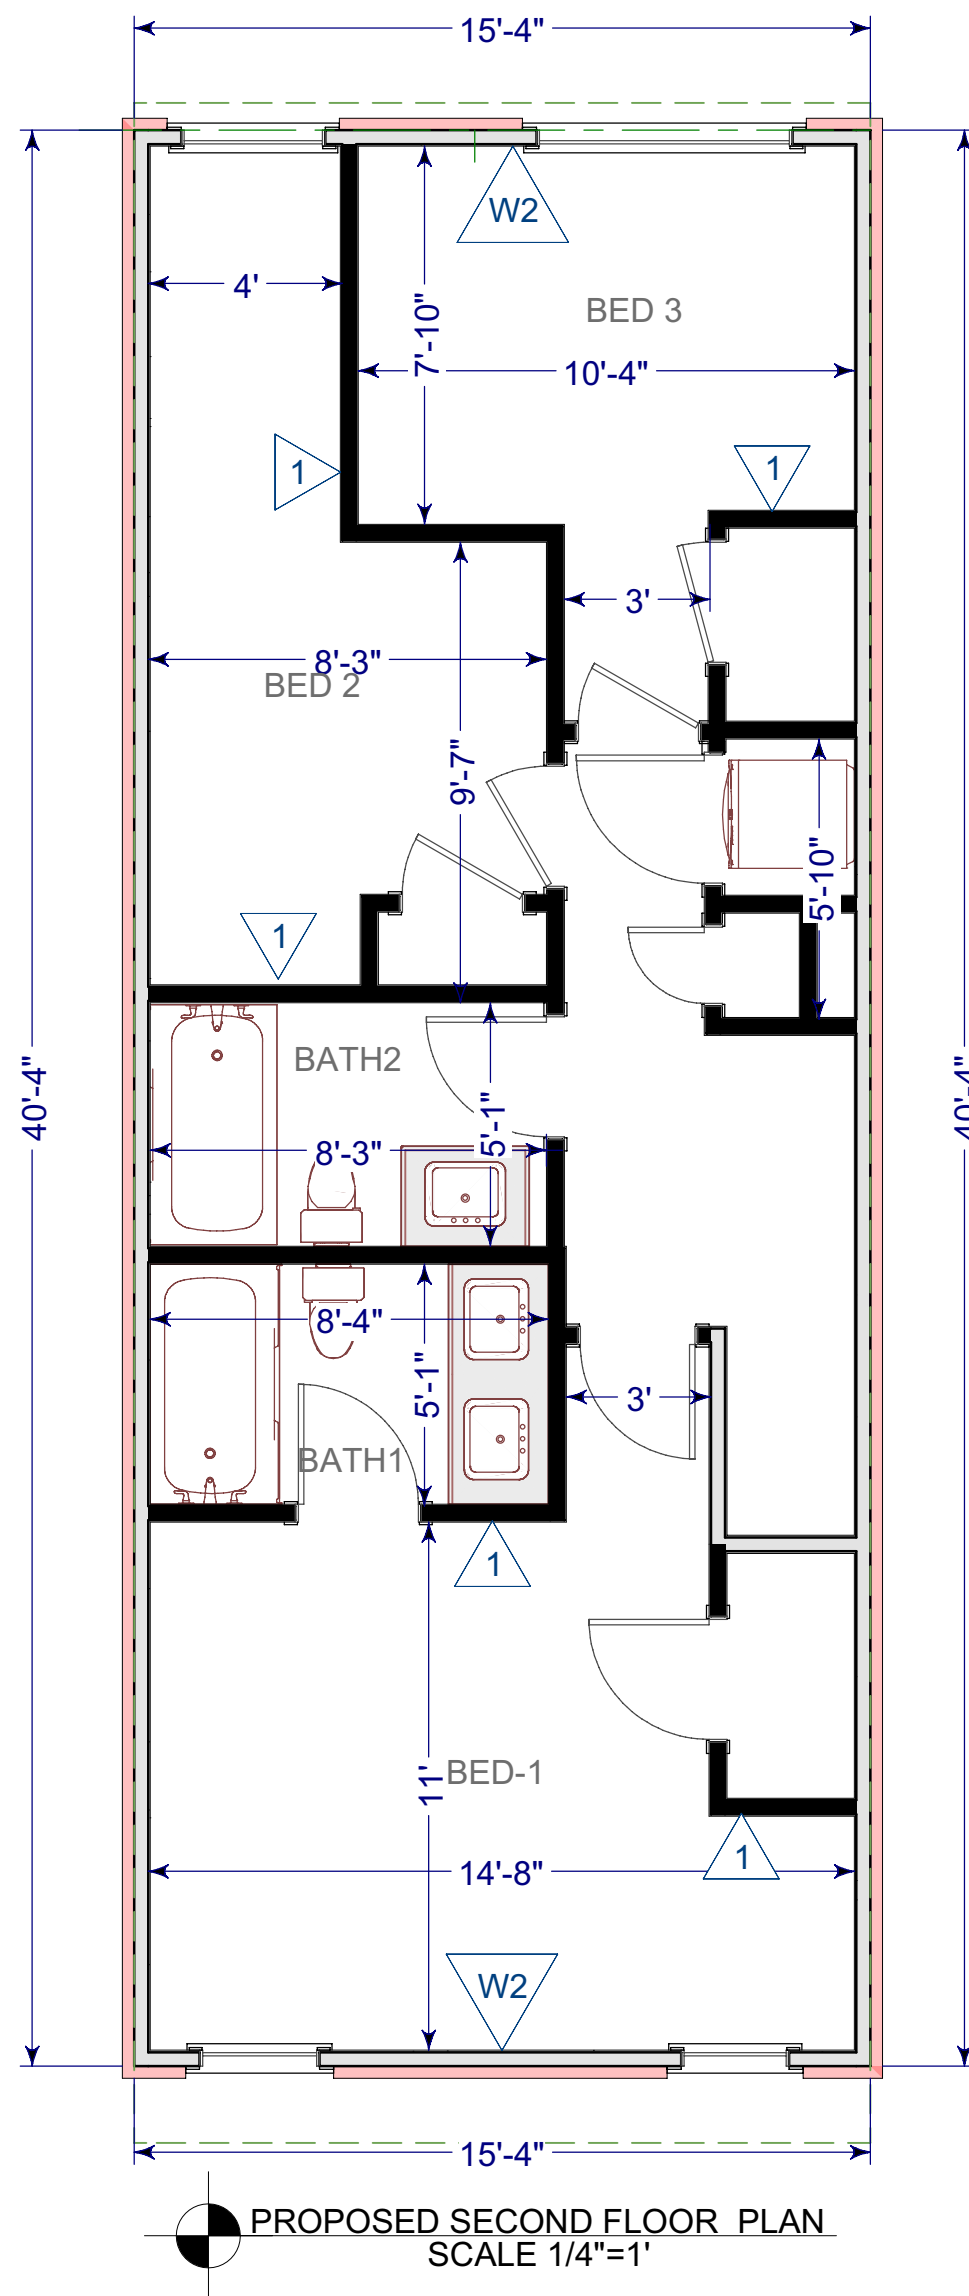 15'-4"
W2
4'
BED 3
7'-10"
10'-4"
1
1
3'
8'-3"
BED 2
9'-7"
5'-10"
1
BATH2
40'-4"
40'-4"
5'-1"
8'-3"
8'-4"
5'-1"
3'
BATH1
1
11'
BED-1
1
14'-8"
W2
15'-4"
PROPOSED SECOND FLOOR PLAN
SCALE 1/4"=1'